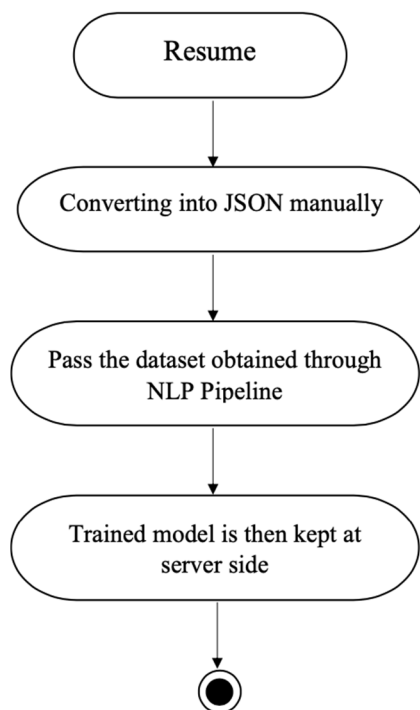 Resume
Converting into JSON manually
Pass the dataset obtained through
NLP Pipeline
Trained model is then kept at
server side